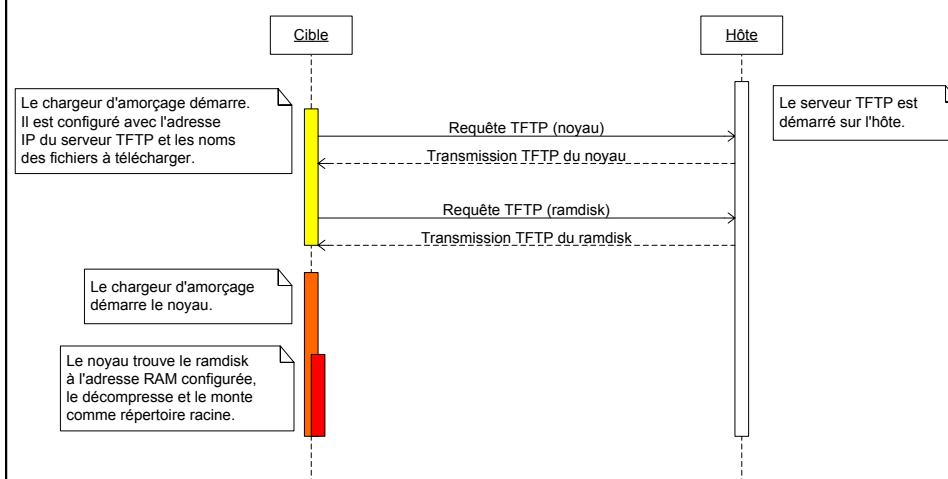 Cible
Hôte
Le chargeur d'amorçage démarre.
Il est configuré avec l'adresse
IP du serveur TFTP et les noms
des fichiers à télécharger.
Le serveur TFTP est
démarré sur l'hôte.
Requête TFTP (noyau)
Transmission TFTP du noyau
Requête TFTP (ramdisk)
Transmission TFTP du ramdisk
Le chargeur d'amorçage
démarre le noyau.
Le noyau trouve le ramdisk
à l'adresse RAM configurée,
le décompresse et le monte
comme répertoire racine.